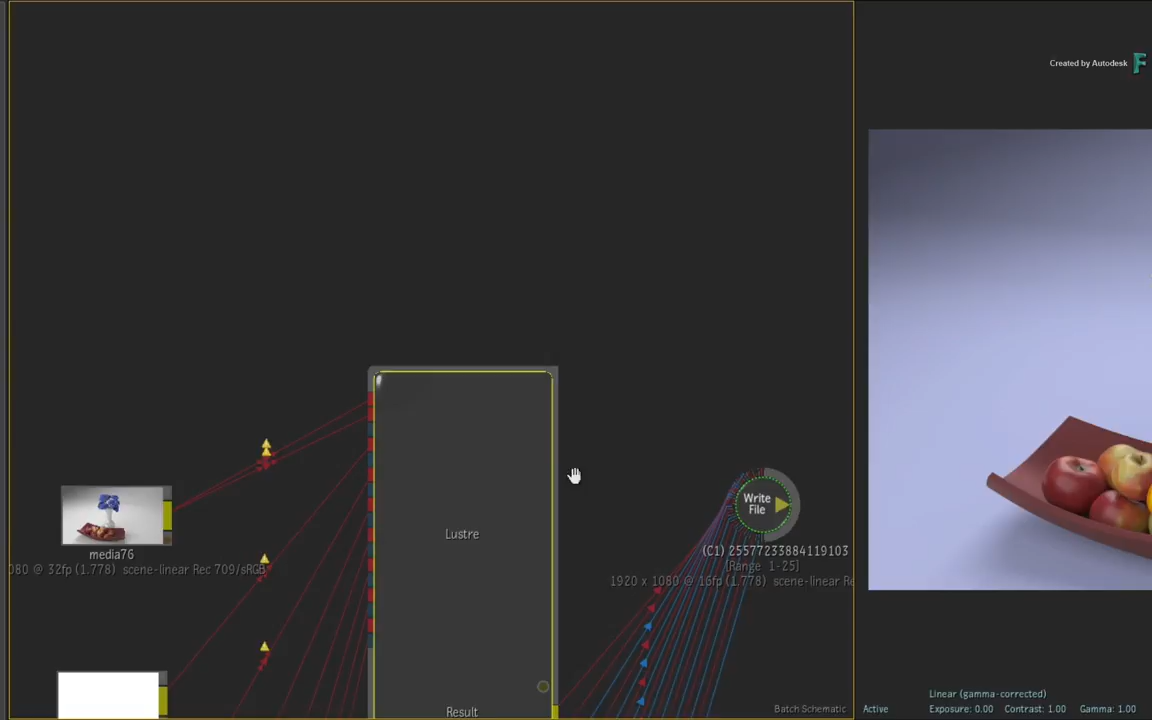 Created by Autodesk
Write
File
Lustre
(C1) 25577233884119103
[Range 1-25]
media76
080 @ 32fp (1.778) scene-linear Rec 709/sRGB
1920 x 1080 @ 16fp (1.778) scene-linear Re
Linear (gamma-corrected)
Result
Batch Schematic
Active
Exposure: 0.00 Contrast: 1.00 Gamma: 1.00